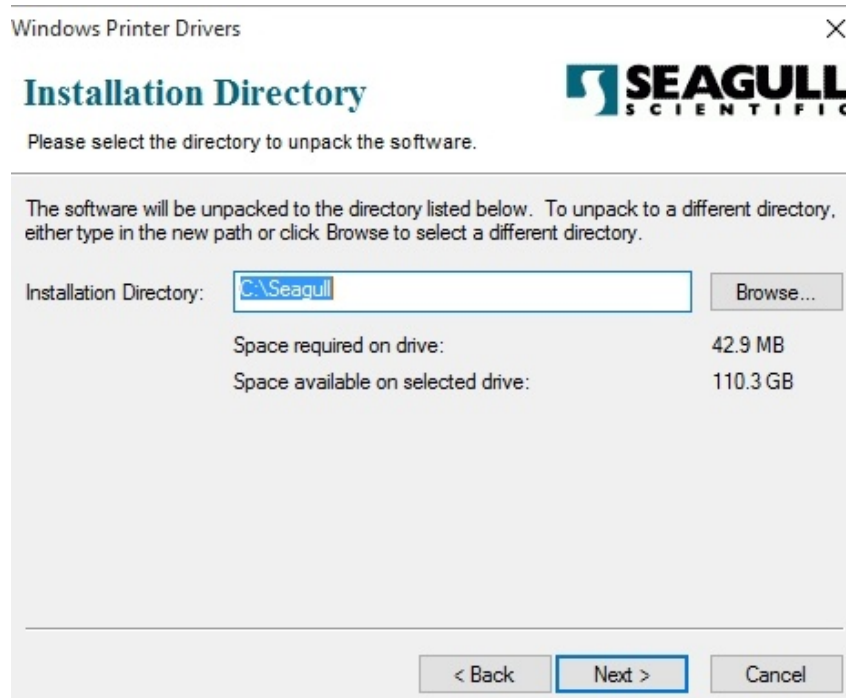 Windows Printer Drivers
Installation Directory
SEAGULL
SCIENTIFIC
Please select the directory to unpack the software.
The software will be unpacked to the directory listed below. To unpack to a different directory,
either type in the new path or click Browse to select a different directory.
Installation Directory: C:\Seagull Browse...
Space required on drive: 42.9 MB
Space available on selected drive: 110.3 GB
< Back Next > Cancel